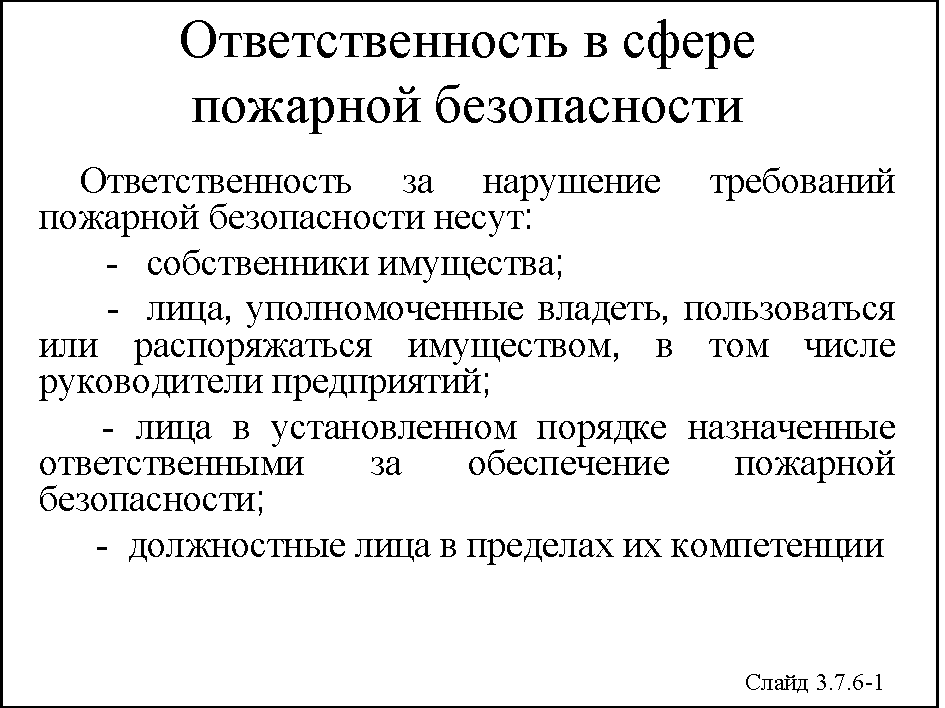 Ответственность в сфере
пожарной безопасности
Ответственность за нарушение требований
пожарной безопасности несут:
- собственники имущества;
- лица, уполномоченные владеть, пользоваться
или распоряжаться имуществом, в том числе
руководители предприятий;
- лица в установленном порядке назначенные
ответственными за обеспечение пожарной
безопасности;
- должностные лица в пределах их компетенции
Слайд 3.7.6-1